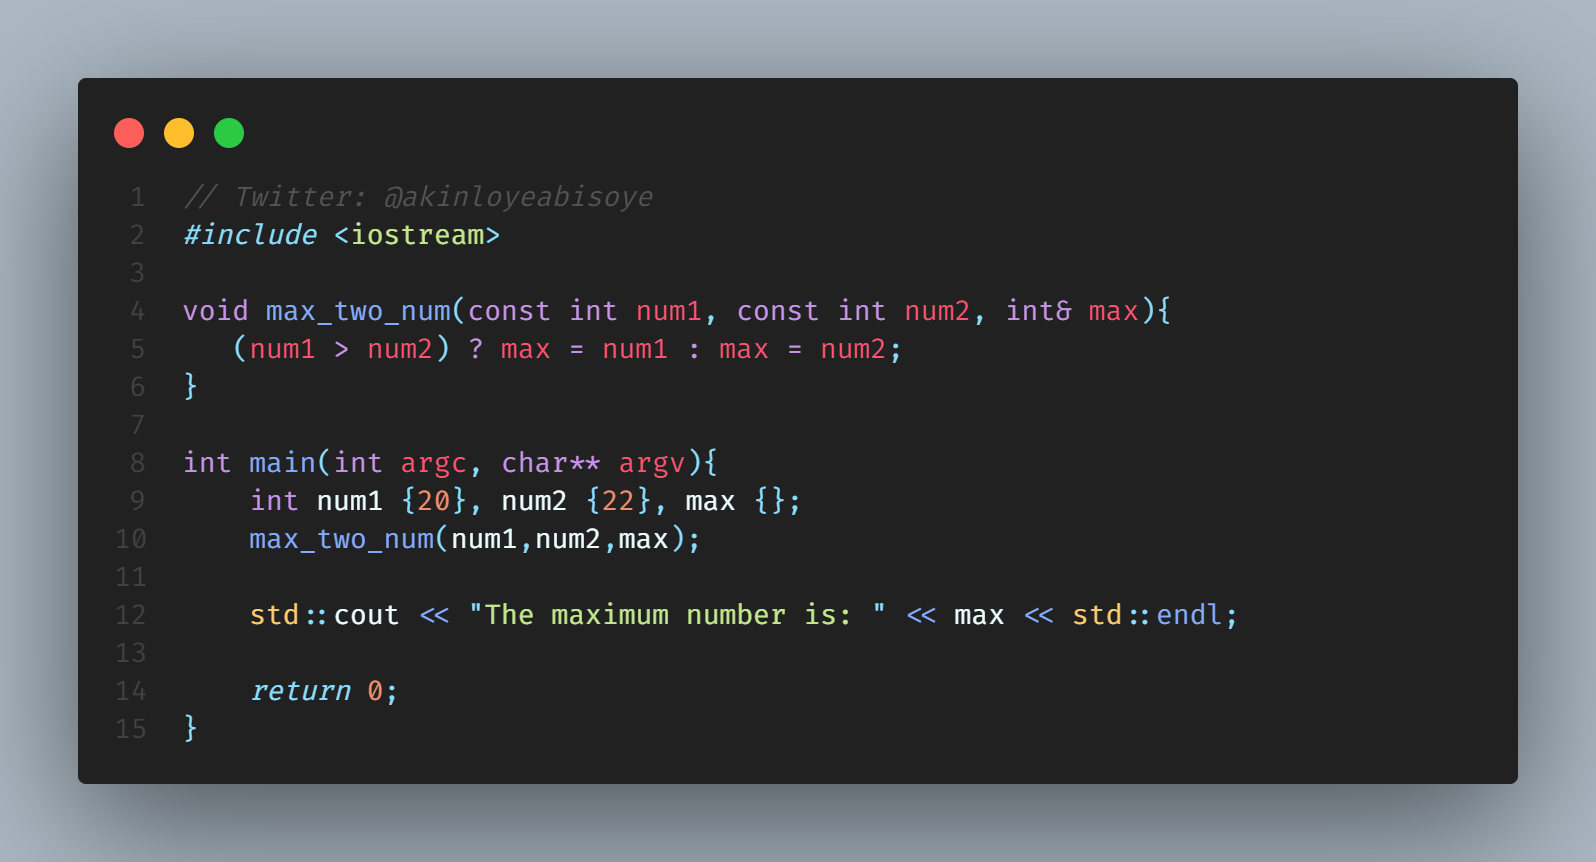 1 // Twitter: @akinloyeabisoye
2 #include <iostream>
3
4 void max_two_num(const int num1, const int num2, int& max){
5    (num1 > num2) ? max = num1 : max = num2;
6 }
7
8 int main(int argc, char** argv){
9     int num1 {20}, num2 {22}, max {};
10     max_two_num(num1,num2,max);
11
12     std::cout << "The maximum number is: " << max << std::endl;
13
14     return 0;
15 }